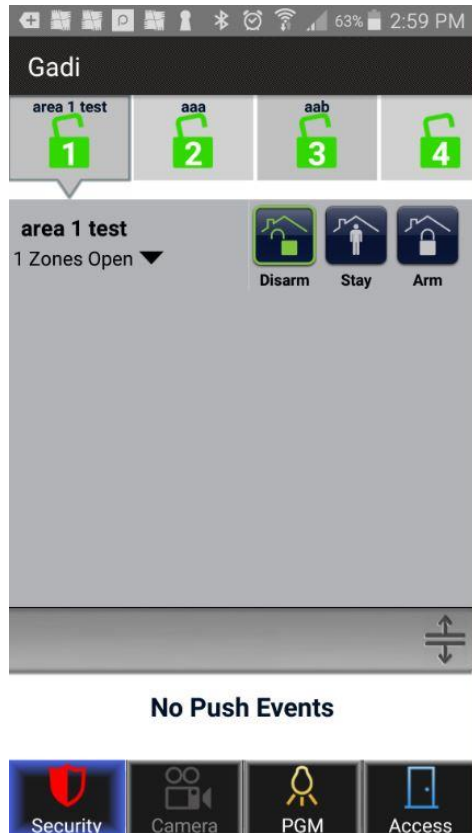 63% 2:59 PM
Gadi
area 1 test aaa aab
1 2 3 4
area 1 test
1 Zones Open
Disarm Stay Arm
No Push Events
Security Camera PGM Access